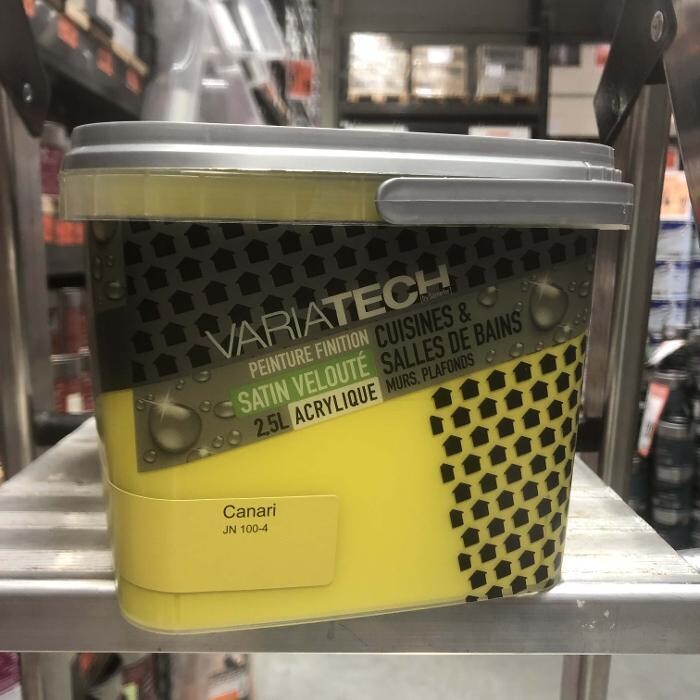 VARIATECH
PEINTURE FINITION
SATIN VELOUTÉ
2,5L ACRYLIQUE
CUISINES &
SALLES DE BAINS
MURS, PLAFONDS
Canari
JN 100-4